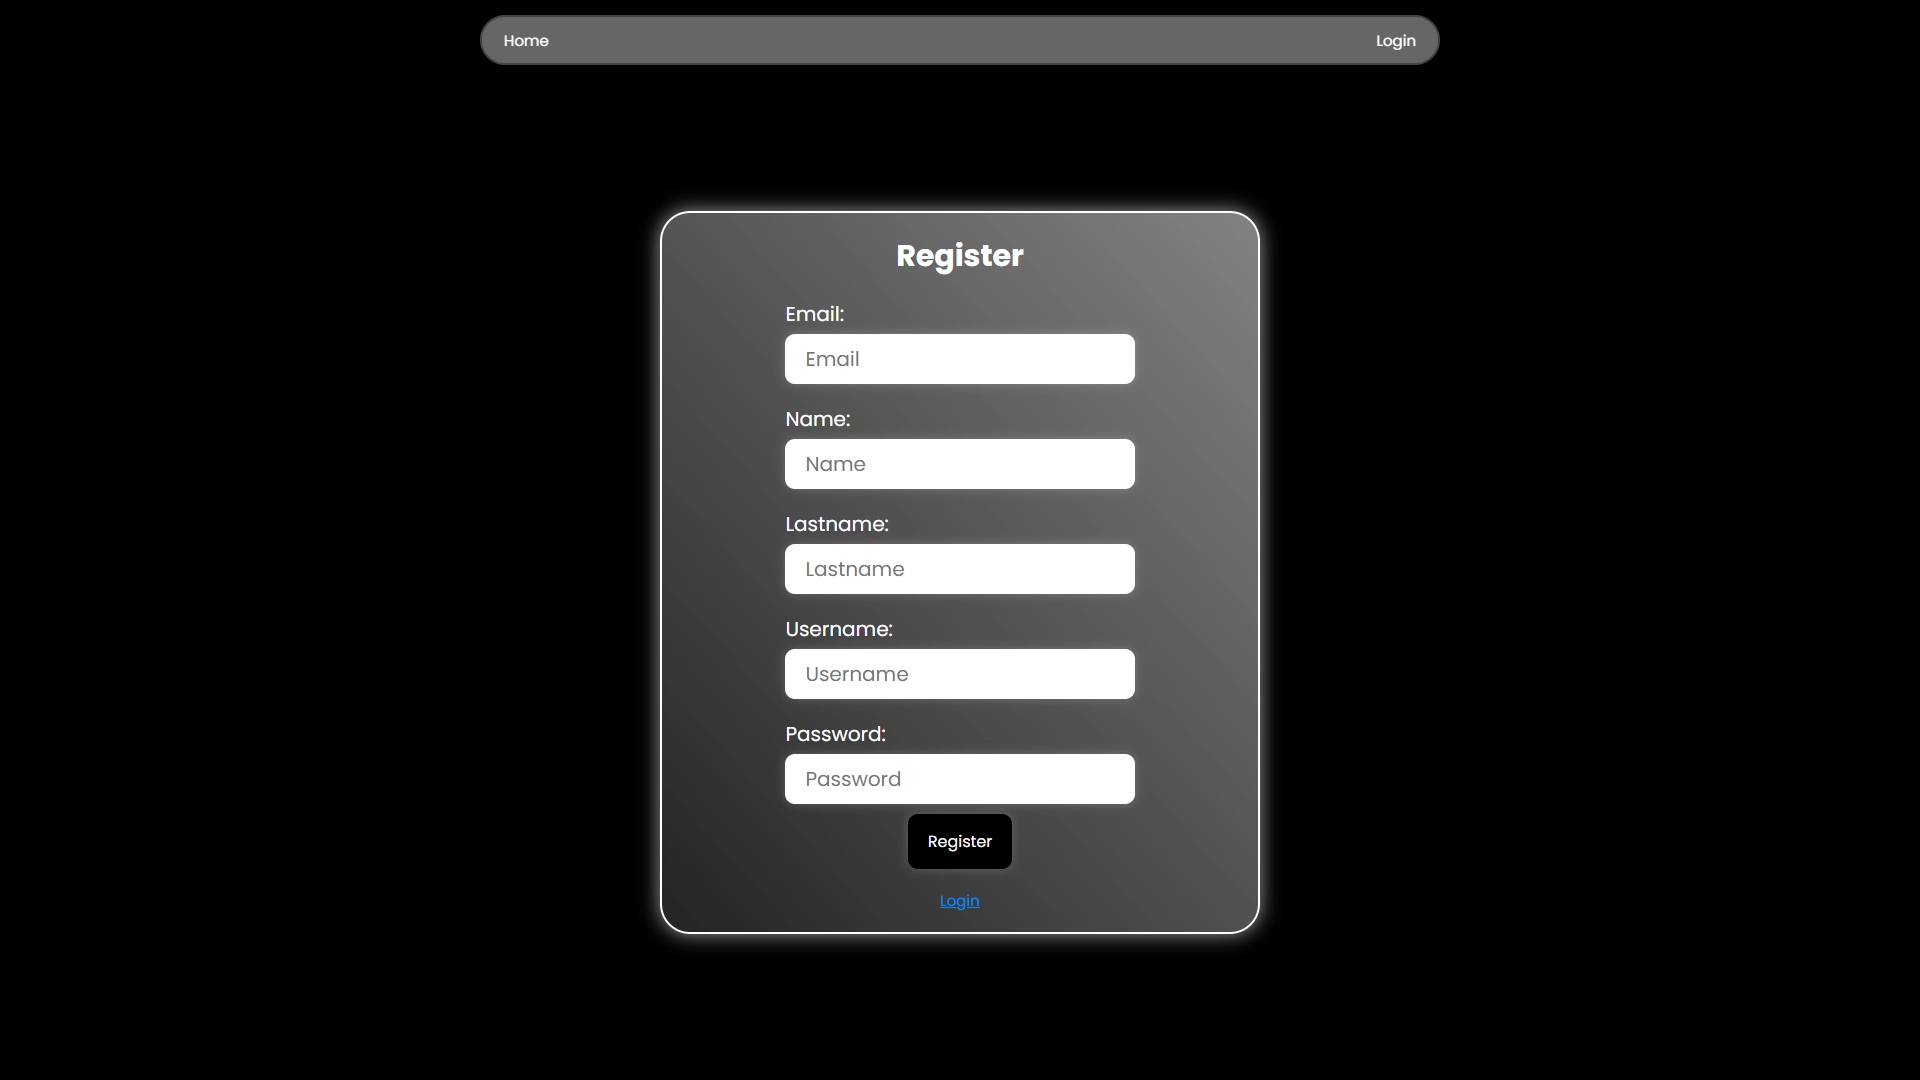 Home
Login
Register
Email:
Email
Name:
Name
Lastname:
Lastname
Username:
Username
Password:
Password
Register
Login